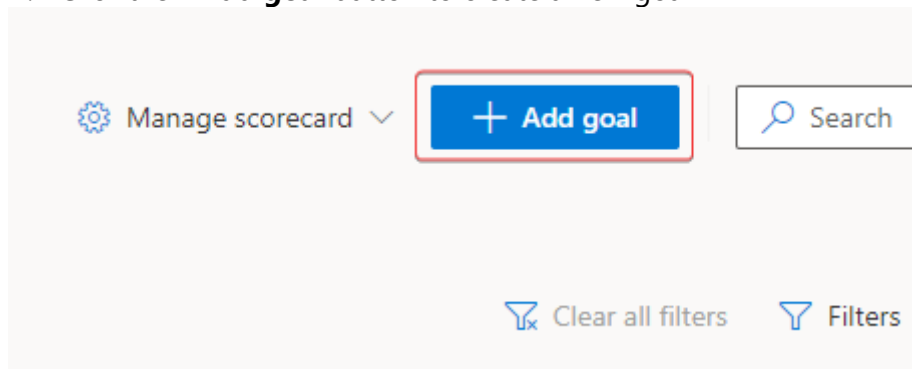 Manage scorecard
Add goal
Search
Clear all filters
Filters